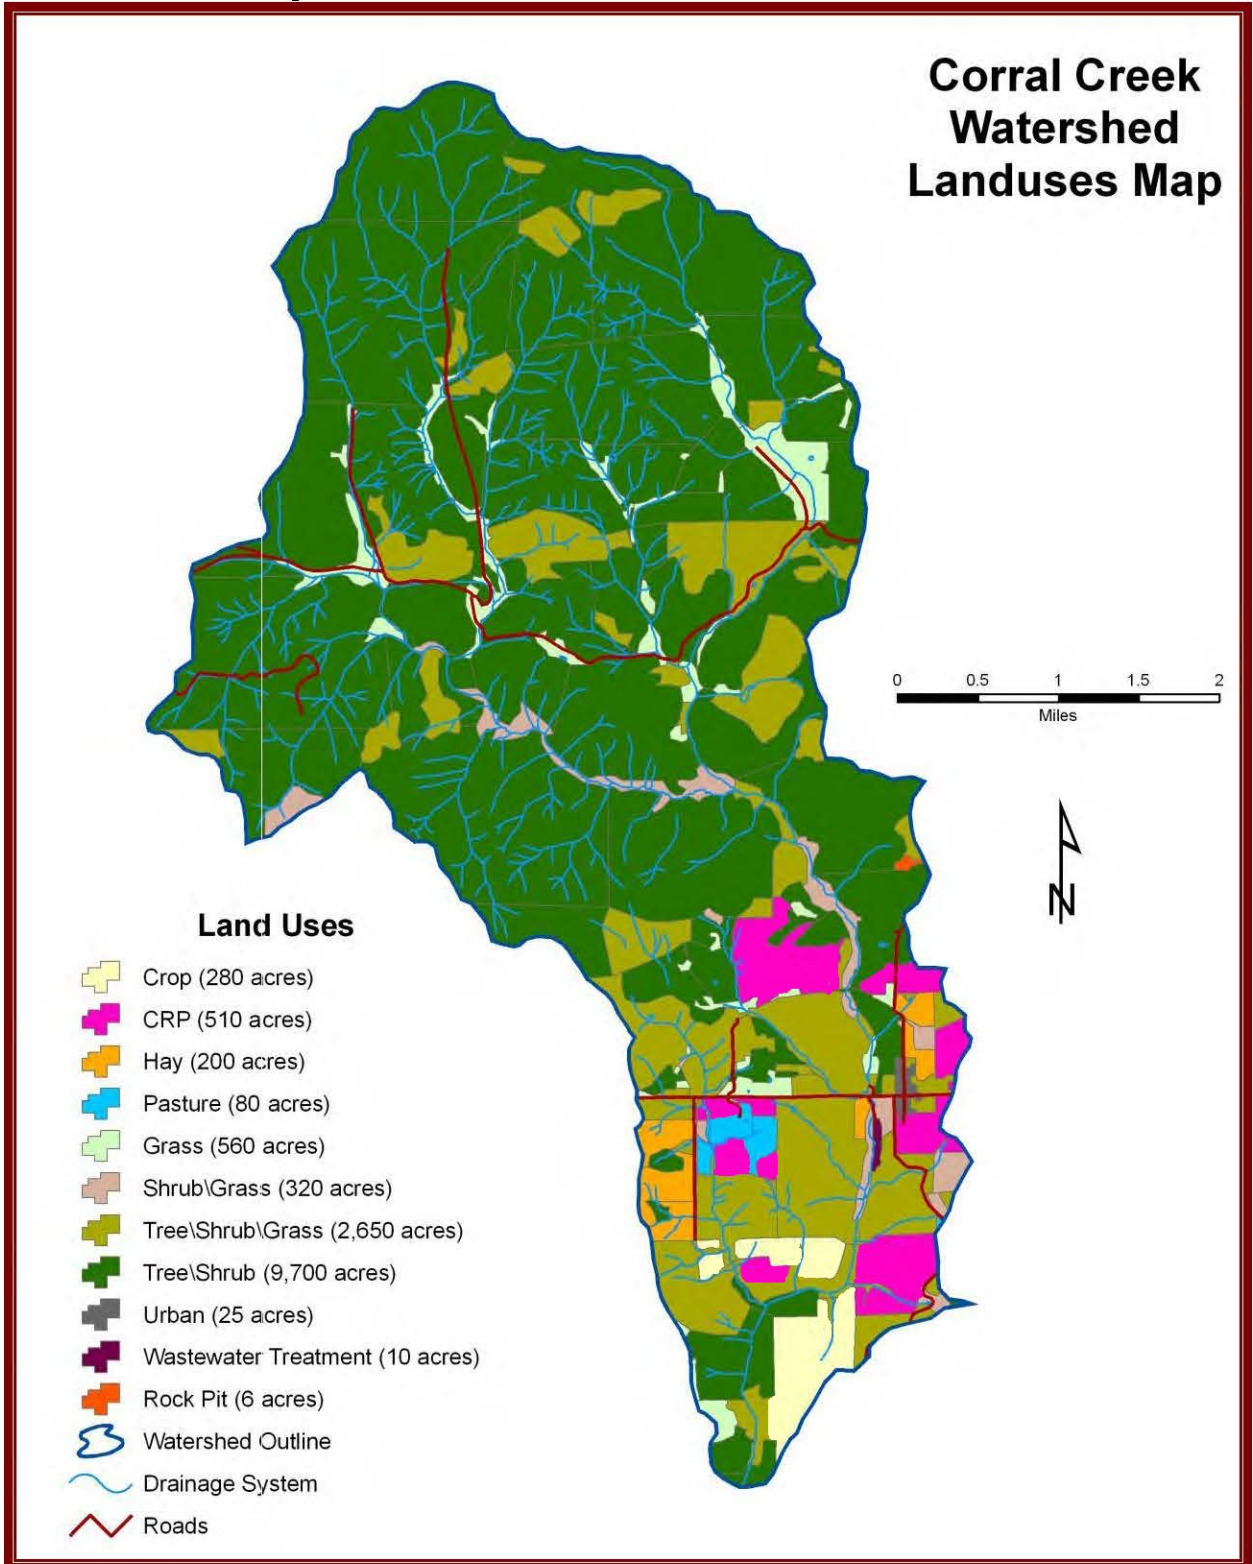 Corral Creek
Watershed
Landuses Map
0 0.5 1 1.5 2
Miles
N
Land Uses
Crop (280 acres)
CRP (510 acres)
Hay (200 acres)
Pasture (80 acres)
Grass (560 acres)
Shrub\Grass (320 acres)
Tree\Shrub\Grass (2,650 acres)
Tree\Shrub (9,700 acres)
Urban (25 acres)
Wastewater Treatment (10 acres)
Rock Pit (6 acres)
Watershed Outline
Drainage System
Roads